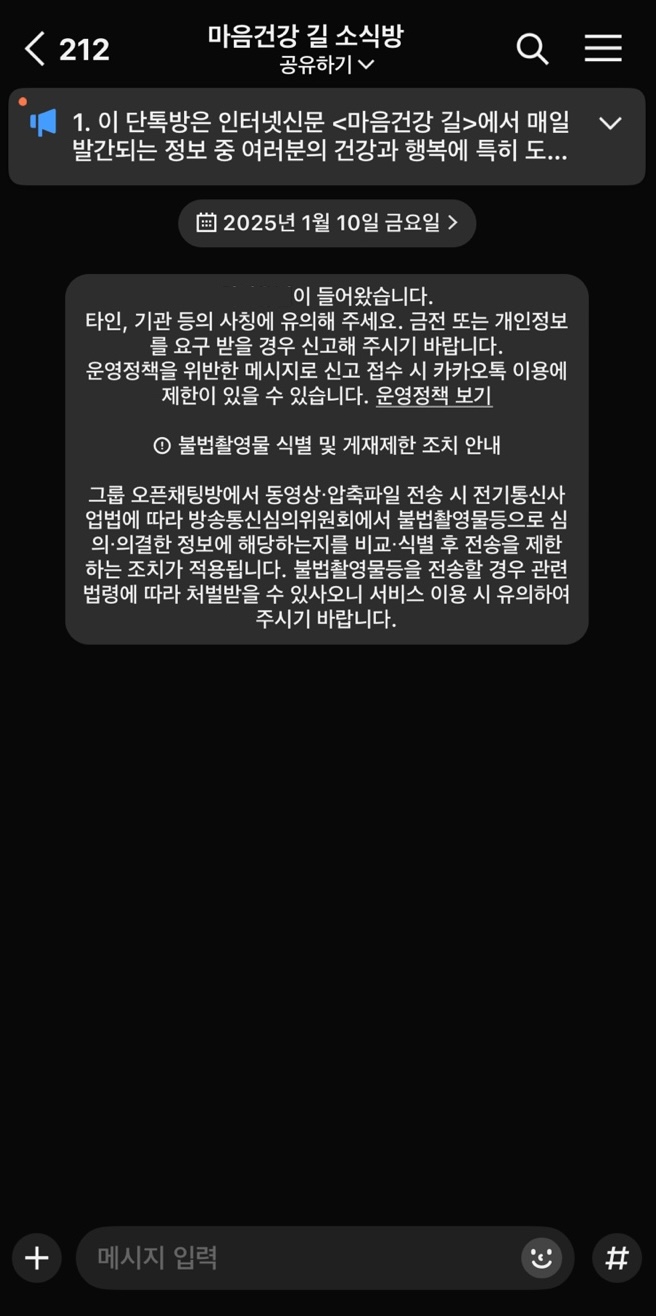 212
마음건강 길 소식방
공유하기
1. 이 단톡방은 인터넷신문 <마음건강 길>에서 매일
발간되는 정보 중 여러분의 건강과 행복에 특히 도...
2025년 1월 10일 금요일
이 들어왔습니다.
타인, 기관 등의 사칭에 유의해 주세요. 금전 또는 개인정보
를 요구 받을 경우 신고해 주시기 바랍니다.
운영정책을 위반한 메시지로 신고 접수 시 카카오톡 이용에
제한이 있을 수 있습니다. 운영정책 보기
불법촬영물 식별 및 게재제한 조치 안내
그룹 오픈채팅방에서 동영상·압축파일 전송 시 전기통신사
업법에 따라 방송통신심의위원회에서 불법촬영물등으로 심
의·의결한 정보에 해당하는지를 비교·식별 후 전송을 제한
하는 조치가 적용됩니다. 불법촬영물등을 전송할 경우 관련
법령에 따라 처벌받을 수 있사오니 서비스 이용 시 유의하여
주시기 바랍니다.
메시지 입력
#